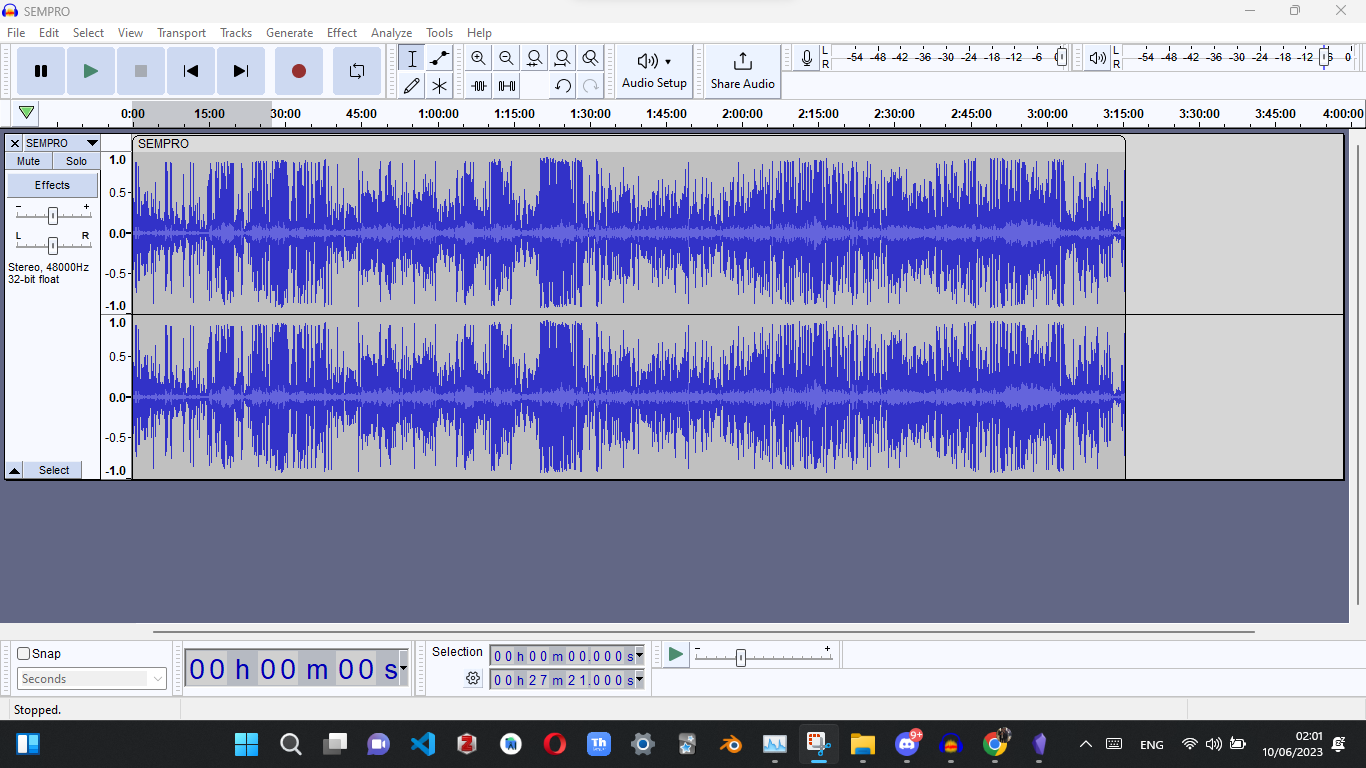 SEMPRO
File Edit Select View Transport Tracks Generate Effect Analyze Tools Help
Audio Setup
Share Audio
L
R
-54 -48 -42 -36 -30 -24 -18 -12 -6 0
L
R
-54 -48 -42 -36 -30 -24 -18 -12 -6 0
0:00 15:00 30:00 45:00 1:00:00 1:15:00 1:30:00 1:45:00 2:00:00 2:15:00 2:30:00 2:45:00 3:00:00 3:15:00 3:30:00 3:45:00 4:00:00
SEMPRO
SEMPRO
Mute Solo
Effects
- +
L R
Stereo, 48000Hz
32-bit float
Select
1.0
0.5-
0.0-
-0.5-
-1.0
1.0
0.5-
0.0-
-0.5-
-1.0
Snap
Seconds
00 h 00 m 00 s
Selection
00 h 00 m 00.000 s
00 h 27 m 21.000 s
- +
Stopped.
Th
9+
ENG
02:01
10/06/2023